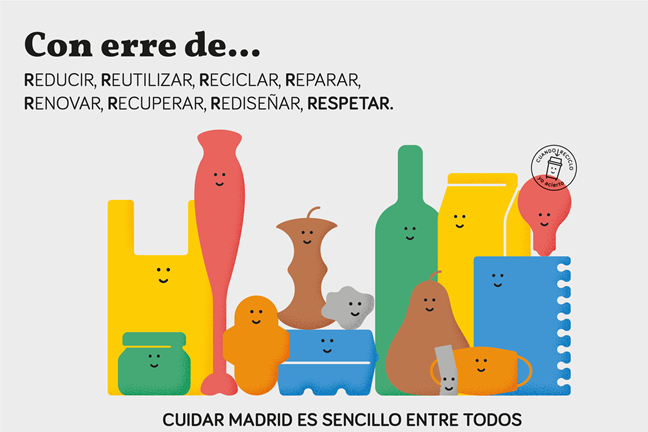 Con erre de...
REDUCIR, REUTILIZAR, RECICLAR, REPARAR,
RENOVAR, RECUPERAR, REDISEÑAR, RESPETAR.
CUANDO RECICLO
yo acierto
CUIDAR MADRID ES SENCILLO ENTRE TODOS